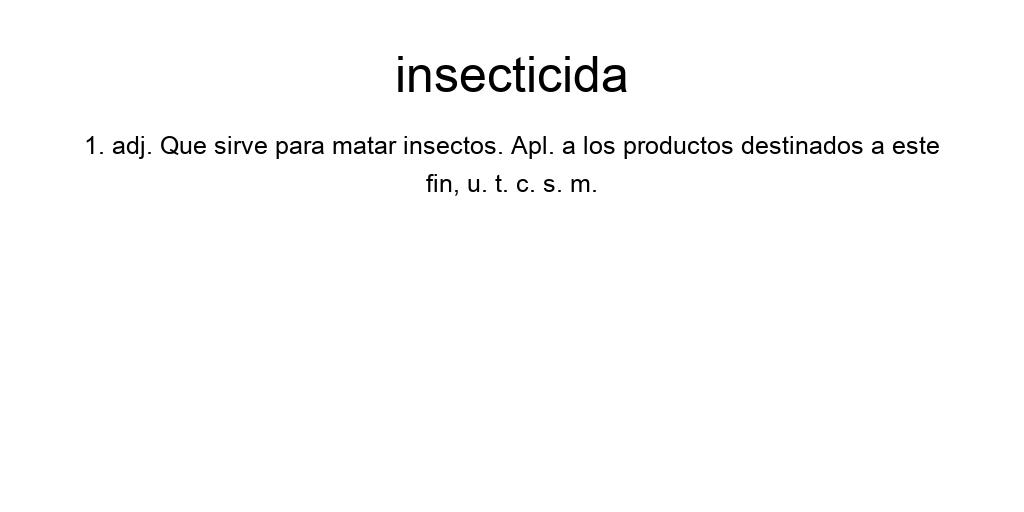 insecticida
1. adj. Que sirve para matar insectos. Apl. a los productos destinados a este
fin, u. t. c. s. m.